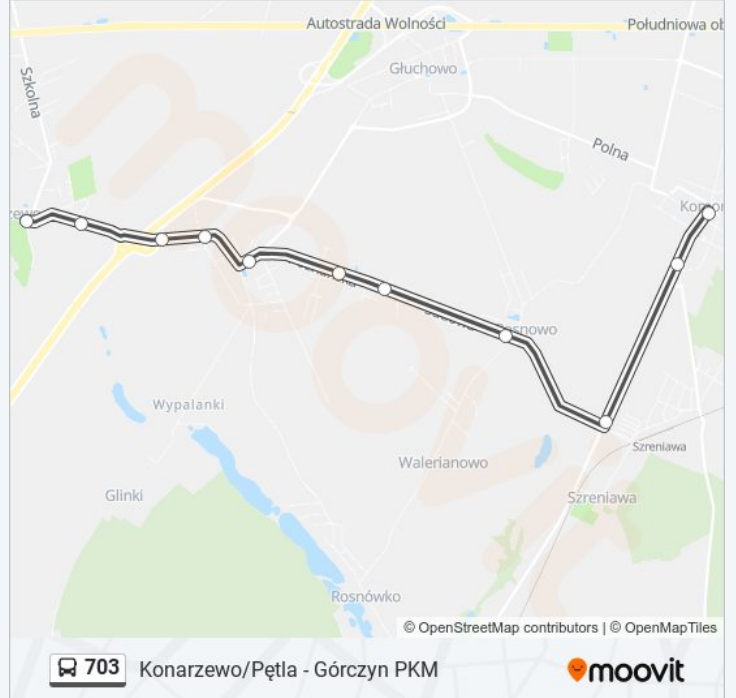 Autostrada Wolności
Południowa ob
Głuchowo
Szkolna
Polna
Komor
Wypalanki
Walerianowo
Szreniawa
Glinki
Szreniawa
Rosnówko
© OpenStreetMap contributors | © OpenMapTiles
703 Konarzewo/Pętla - Górczyn PKM
moovit